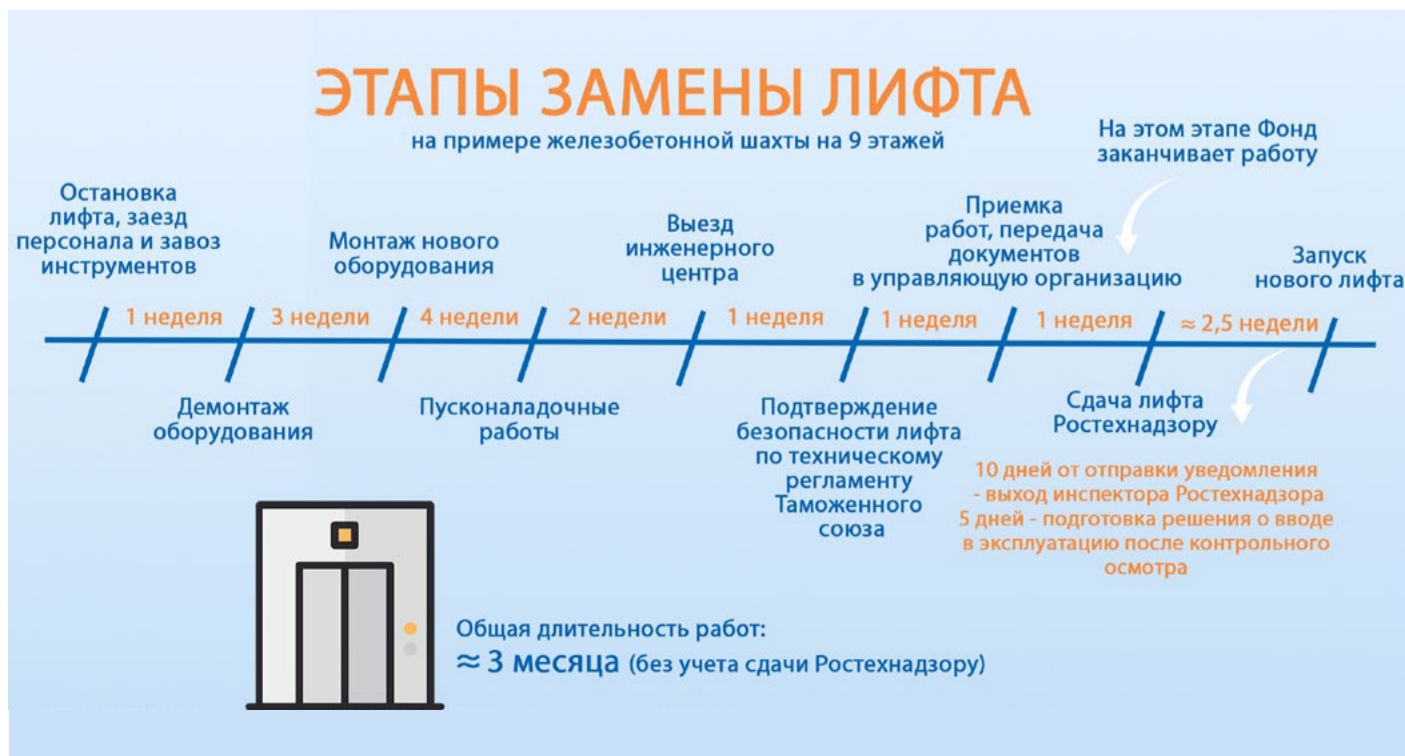 ЭТАПЫ ЗАМЕНЫ ЛИФТА
на примере железобетонной шахты на 9 этажей
На этом этапе Фонд
заканчивает работу
Остановка
лифта, заезд
персонала и завоз
инструментов
Монтаж нового
оборудования
Выезд
инженерного
центра
Приемка
работ, передача
документов
в управляющую организацию
Запуск
нового лифта
1 неделя
3 недели
4 недели
2 недели
1 неделя
1 неделя
1 неделя
≈ 2,5 недели
Демонтаж
оборудования
Пусконаладочные
работы
Подтверждение
безопасности лифта
по техническому
регламенту
Таможенного
союза
Сдача лифта
Ростехнадзору
10 дней от отправки уведомления
- выход инспектора Ростехнадзора
5 дней - подготовка решения о вводе
в эксплуатацию после контрольного
осмотра
Общая длительность работ:
≈ 3 месяца (без учета сдачи Ростехнадзору)